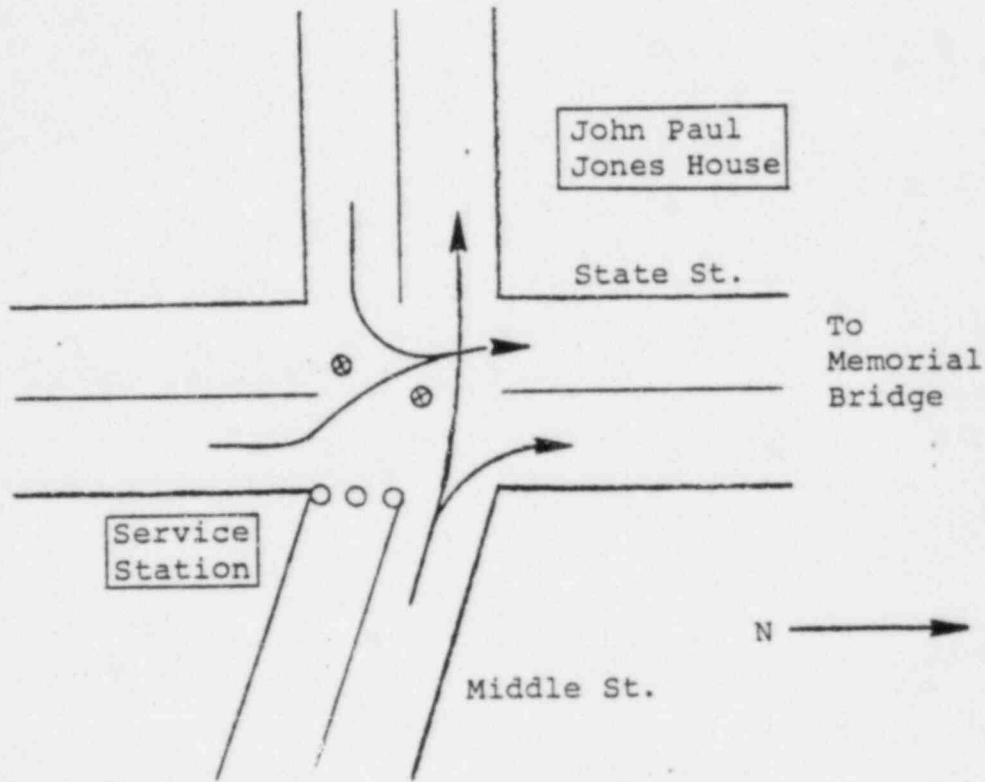 John Paul
Jones House
State St.
To
Memorial
Bridge
Service
Station
N
Middle St.